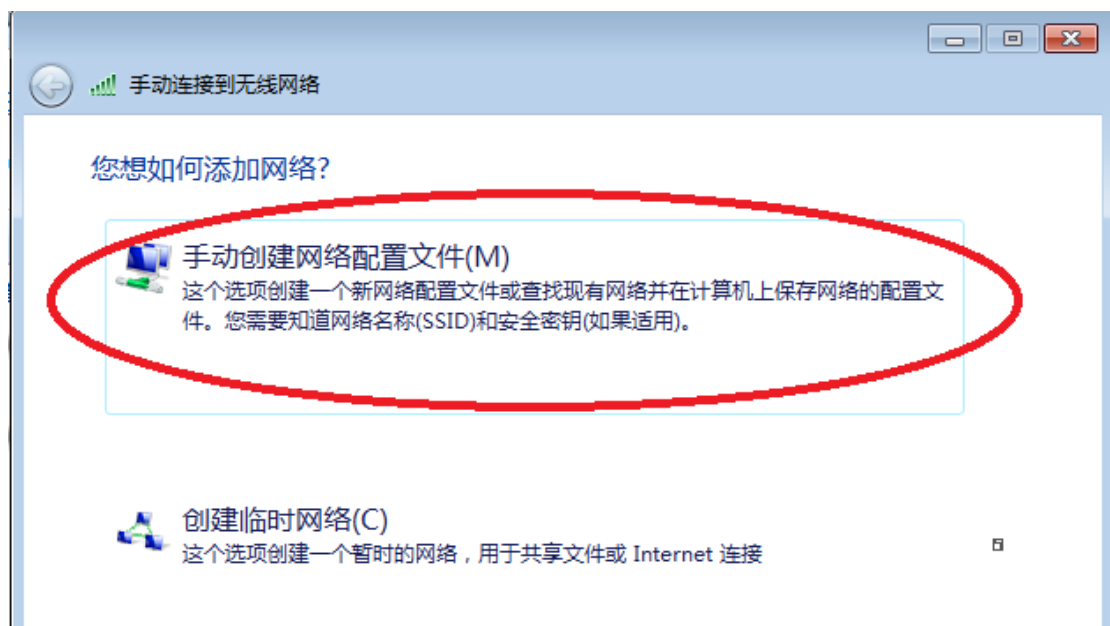 手动连接到无线网络
您想如何添加网络?
手动创建网络配置文件(M)
这个选项创建一个新网络配置文件或查找现有网络并在计算机上保存网络的配置文
件。您需要知道网络名称(SSID)和安全密钥(如果适用)。
创建临时网络(C)
这个选项创建一个暂时的网络，用于共享文件或 Internet 连接